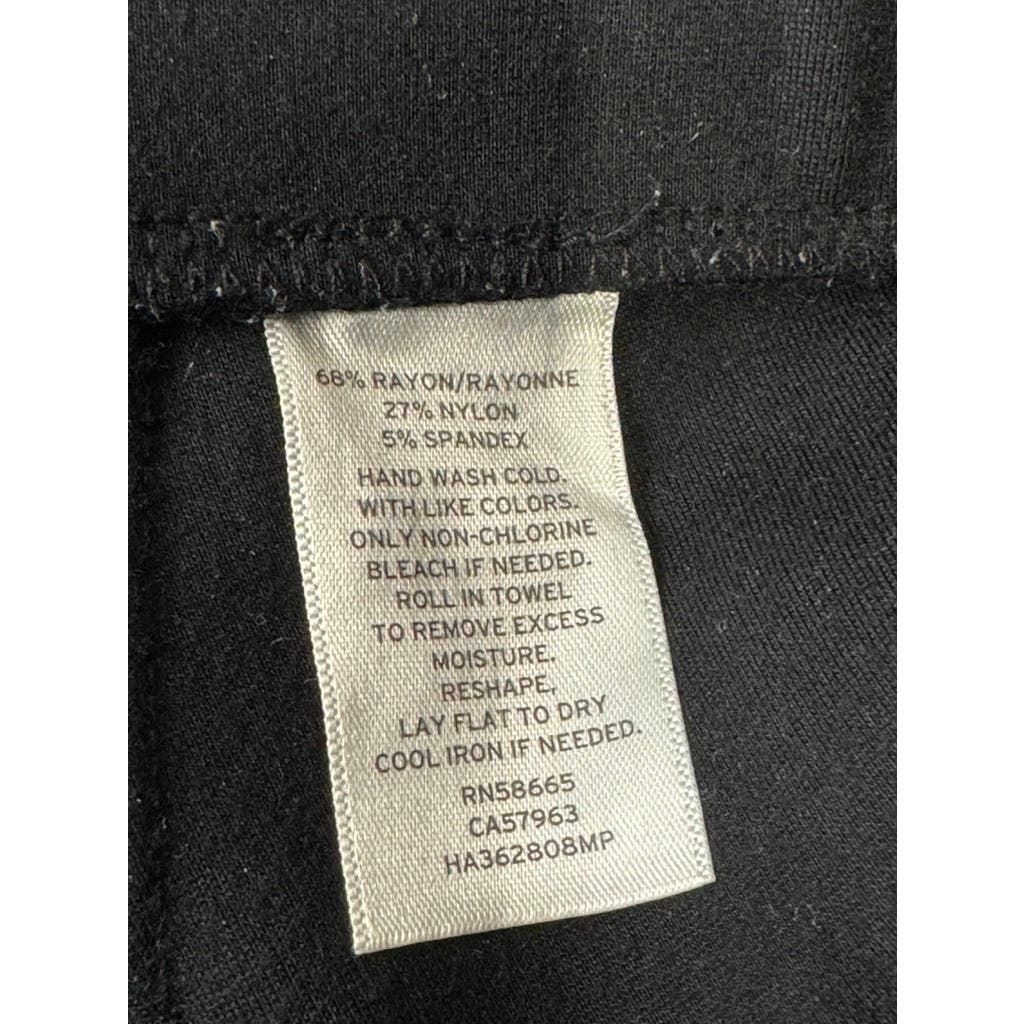 68% RAYON/RAYONNE
27% NYLON
5% SPANDEX
HAND WASH COLD.
WITH LIKE COLORS.
ONLY NON-CHLORINE
BLEACH IF NEEDED.
ROLL IN TOWEL
TO REMOVE EXCESS
MOISTURE.
RESHAPE.
LAY FLAT TO DRY
COOL IRON IF NEEDED.
RN58665
CA57963
HA362808MP